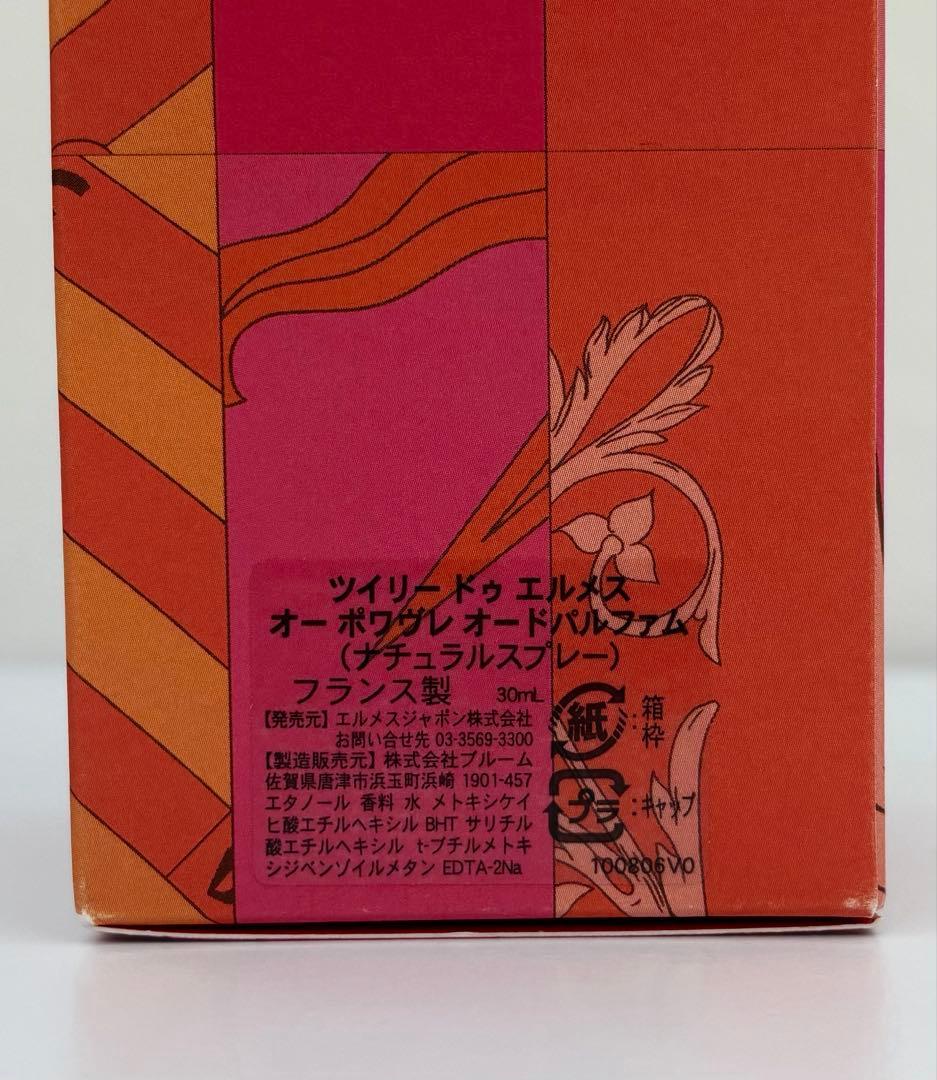 ツイリー ドゥ エルメス
オー ポワヴレ オードパルファム
（ナチュラルスプレー）
フランス製 30mL
【発売元】エルメスジャポン株式会社
お問い合せ先 03-3569-3300
【製造販売元】株式会社ブルーム
佐賀県唐津市浜玉町浜崎 1901-457
エタノール 香料 水 メトキシケイ
ヒ酸エチルヘキシル BHT サリチル
酸エチルヘキシル t-ブチルメトキ
シジベンゾイルメタン EDTA-2Na
紙 : 箱 枠
プラ : キャップ
100806V0